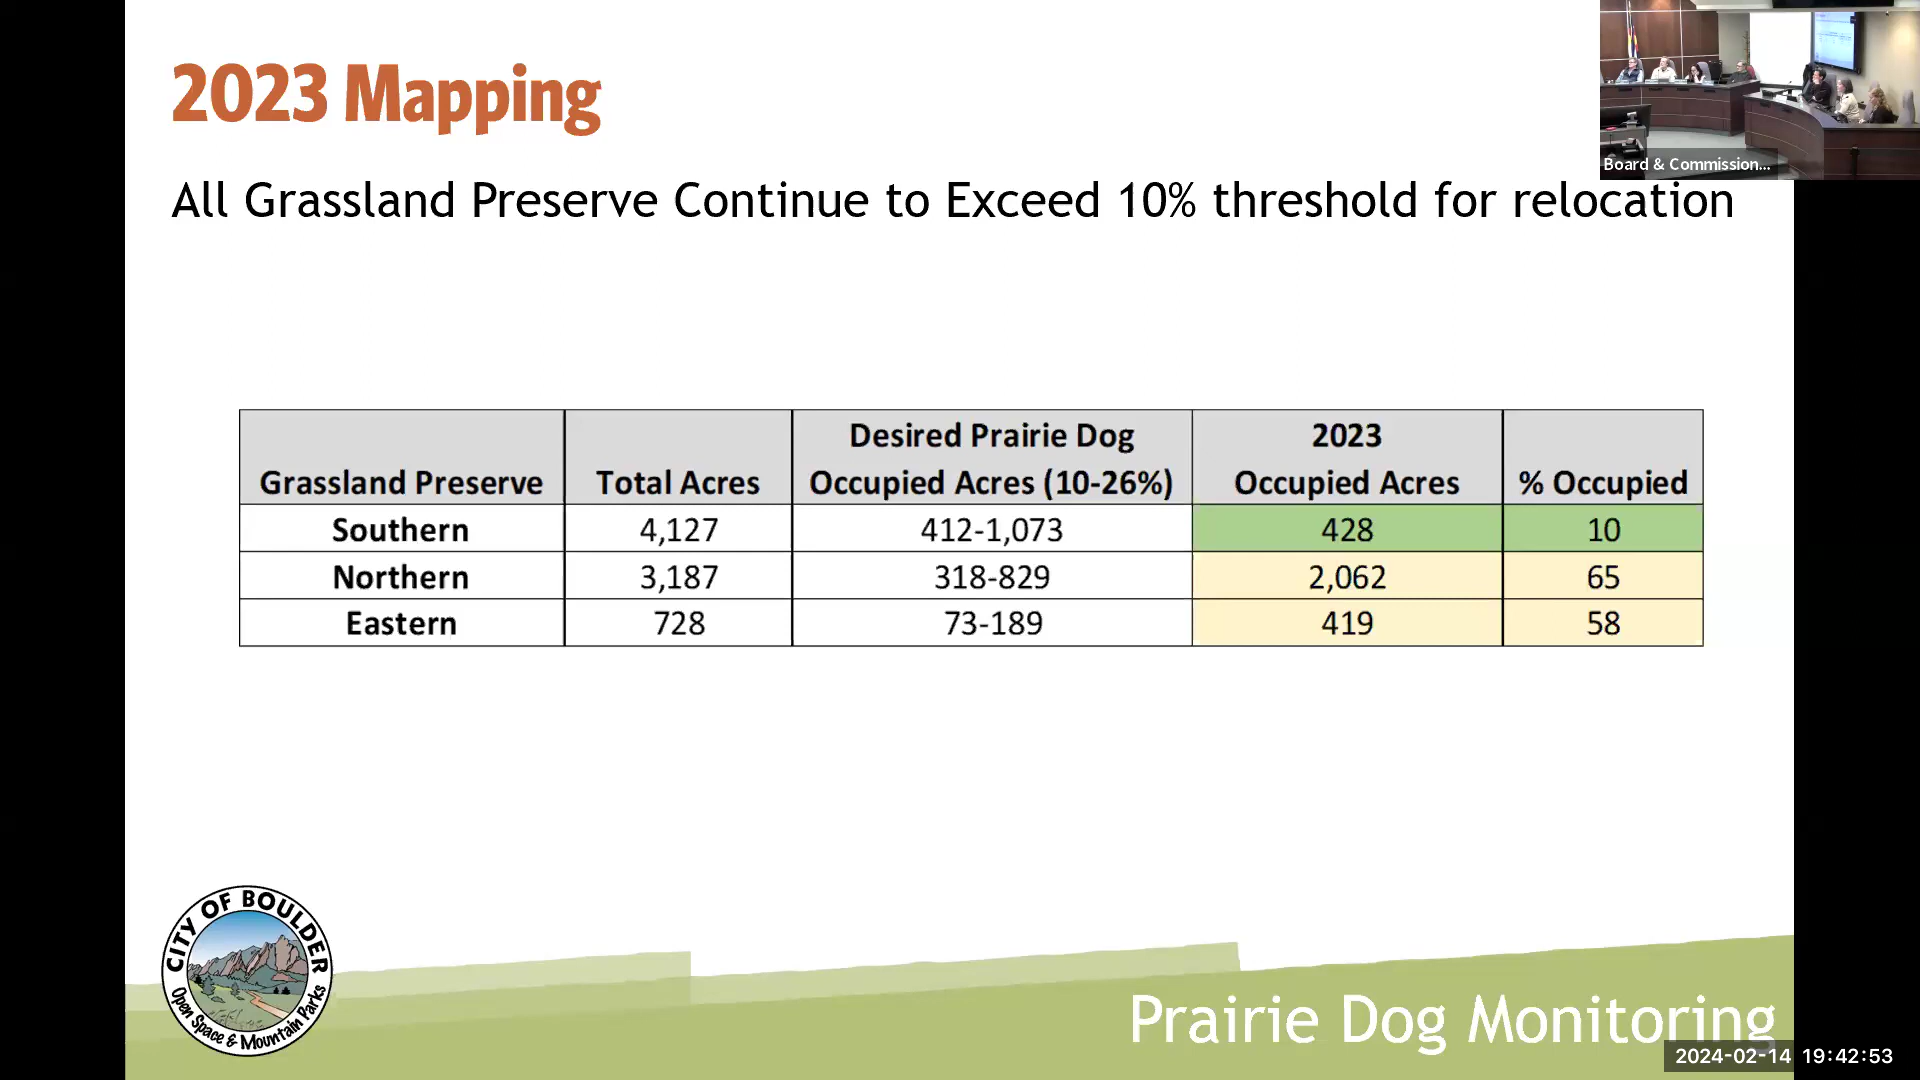 2023 Mapping
Board & Commission...
All Grassland Preserve Continue to Exceed 10% threshold for relocation
Grassland Preserve
Total Acres
Desired Prairie Dog
Occupied Acres (10-26%)
2023
Occupied Acres
% Occupied
Southern 4,127 412-1,073 428 10
Northern 3,187 318-829 2,062 65
Eastern 728 73-189 419 58
CITY OF BOULDER
Open Space & Mountain Parks
Prairie Dog Monitoring
2024-02-14 19:42:53